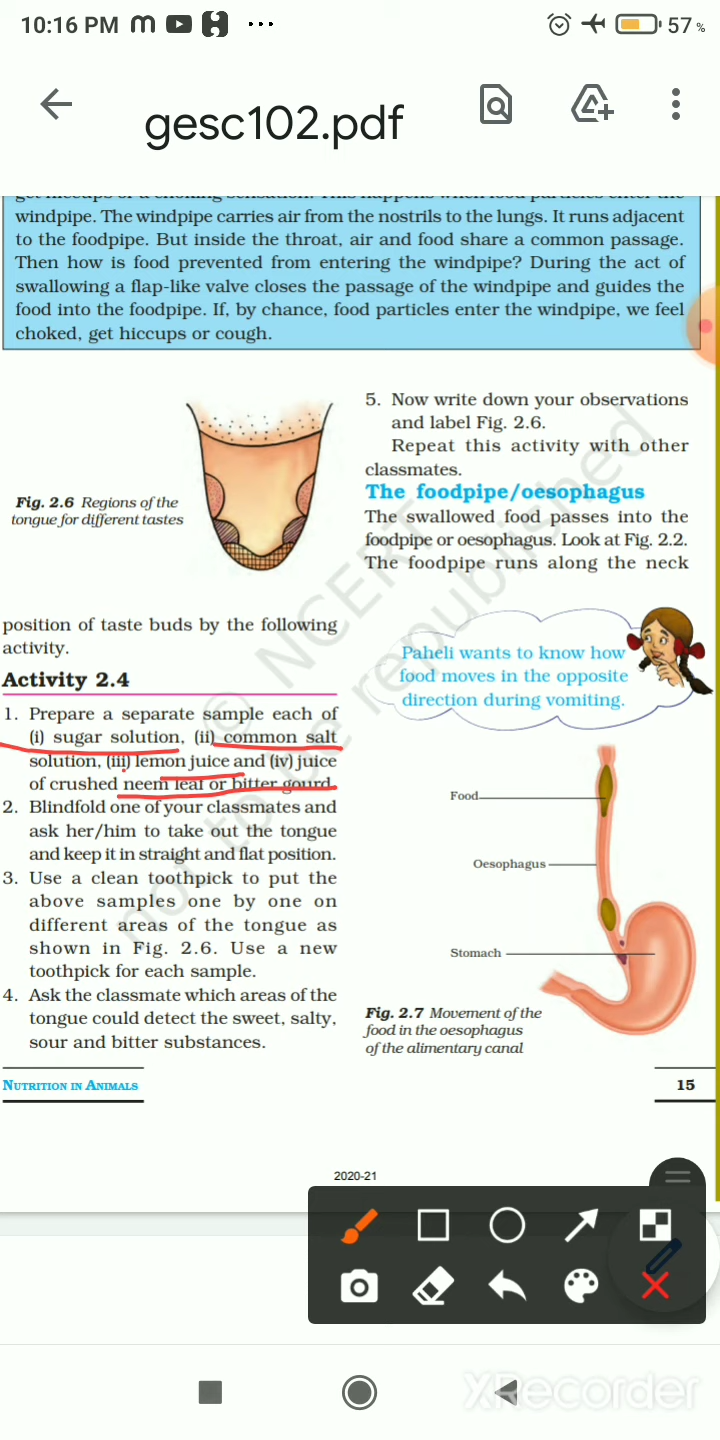 10:16 PM
57%
gesc102.pdf
windpipe. The windpipe carries air from the nostrils to the lungs. It runs adjacent
to the foodpipe. But inside the throat, air and food share a common passage.
Then how is food prevented from entering the windpipe? During the act of
swallowing a flap-like valve closes the passage of the windpipe and guides the
food into the foodpipe. If, by chance, food particles enter the windpipe, we feel
choked, get hiccups or cough.
Fig. 2.6 Regions of the
tongue for different tastes
position of taste buds by the following
activity.
Activity 2.4
1. Prepare a separate sample each of
(i) sugar solution, (ii) common salt
solution, (iii) lemon juice and (iv) juice
of crushed neem leaf or bitter gourd.
2. Blindfold one of your classmates and
ask her/him to take out the tongue
and keep it in straight and flat position.
3. Use a clean toothpick to put the
above samples one by one on
different areas of the tongue as
shown in Fig. 2.6. Use a new
toothpick for each sample.
4. Ask the classmate which areas of the
tongue could detect the sweet, salty,
sour and bitter substances.
5. Now write down your observations
and label Fig. 2.6.
Repeat this activity with other
classmates.
The foodpipe/oesophagus
The swallowed food passes into the
foodpipe or oesophagus. Look at Fig. 2.2.
The foodpipe runs along the neck
Paheli wants to know how
food moves in the opposite
direction during vomiting.
Food
Oesophagus
Stomach
Fig. 2.7 Movement of the
food in the oesophagus
of the alimentary canal
© NCERT
not to be republished
NUTRITION IN ANIMALS
15
2020-21
XRecorder